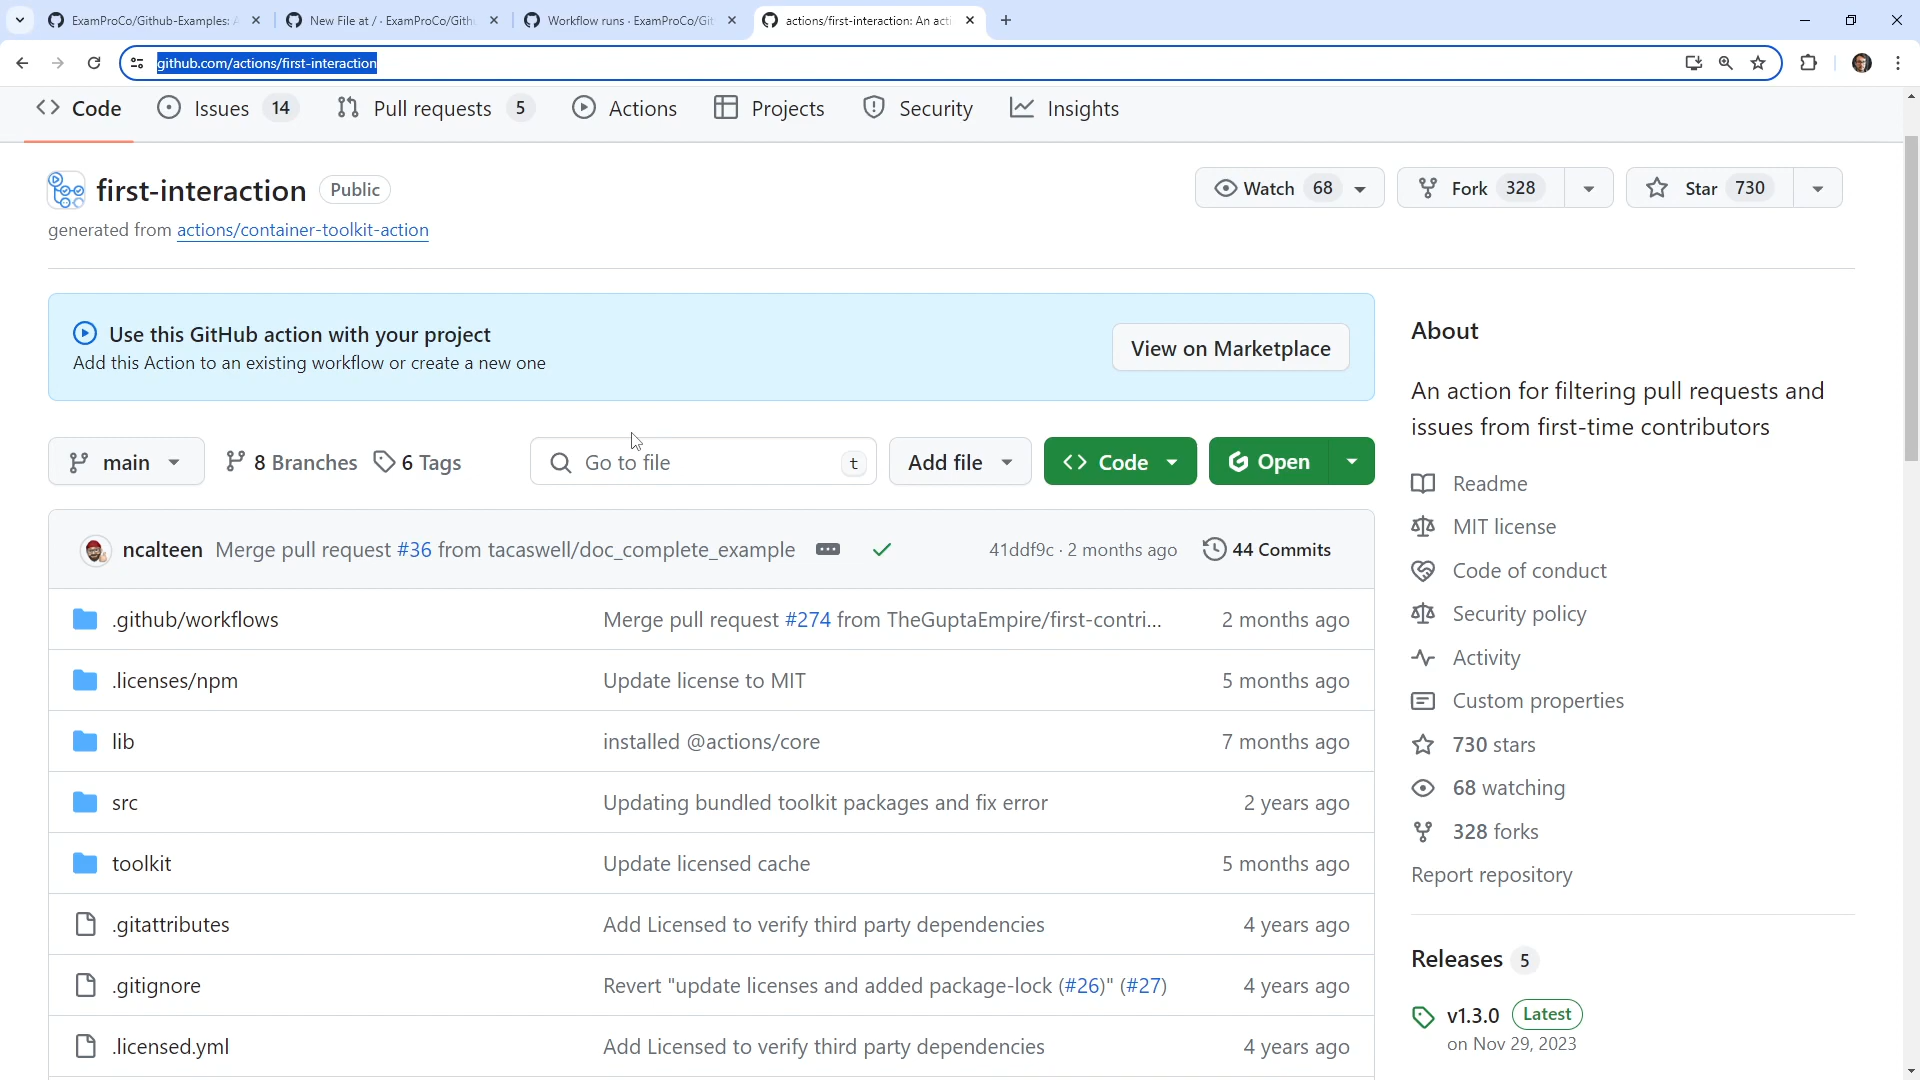 ExamProCo/Github-Examples: A
New File at / · ExamProCo/Githu
Workflow runs · ExamProCo/Git
actions/first-interaction: An acti
github.com/actions/first-interaction
Code
Issues 14
Pull requests 5
Actions
Projects
Security
Insights
first-interaction Public
Watch 68
Fork 328
Star 730
generated from actions/container-toolkit-action
Use this GitHub action with your project
Add this Action to an existing workflow or create a new one
View on Marketplace
main
8 Branches
6 Tags
Go to file t
Add file
Code
Open
ncalteen Merge pull request #36 from tacaswell/doc_complete_example 41ddf9c · 2 months ago 44 Commits
.github/workflows Merge pull request #274 from TheGuptaEmpire/first-contri... 2 months ago
.licenses/npm Update license to MIT 5 months ago
lib installed @actions/core 7 months ago
src Updating bundled toolkit packages and fix error 2 years ago
toolkit Update licensed cache 5 months ago
.gitattributes Add Licensed to verify third party dependencies 4 years ago
.gitignore Revert "update licenses and added package-lock (#26)" (#27) 4 years ago
.licensed.yml Add Licensed to verify third party dependencies 4 years ago
About
An action for filtering pull requests and
issues from first-time contributors
Readme
MIT license
Code of conduct
Security policy
Activity
Custom properties
730 stars
68 watching
328 forks
Report repository
Releases 5
v1.3.0 Latest
on Nov 29, 2023